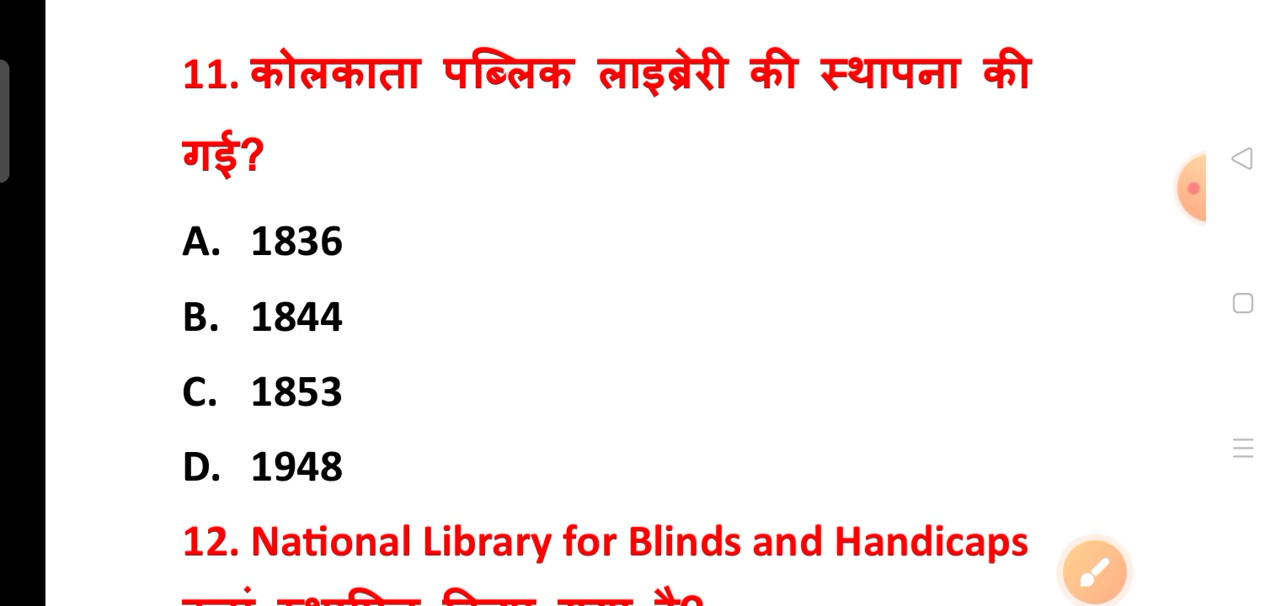 11. कोलकाता पब्लिक लाइब्रेरी की स्थापना की
गई?
A. 1836
B. 1844
C. 1853
D. 1948
12. National Library for Blinds and Handicaps